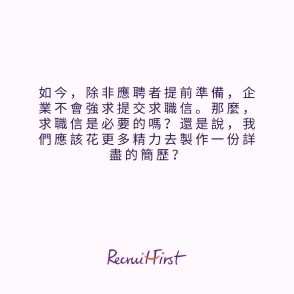 如今，除非應聘者提前準備，企
業不會強求提交求職信。那麼，
求職信是必要的嗎？還是說，我
們應該花更多精力去製作一份詳
盡的簡歷？
RecruitFirst